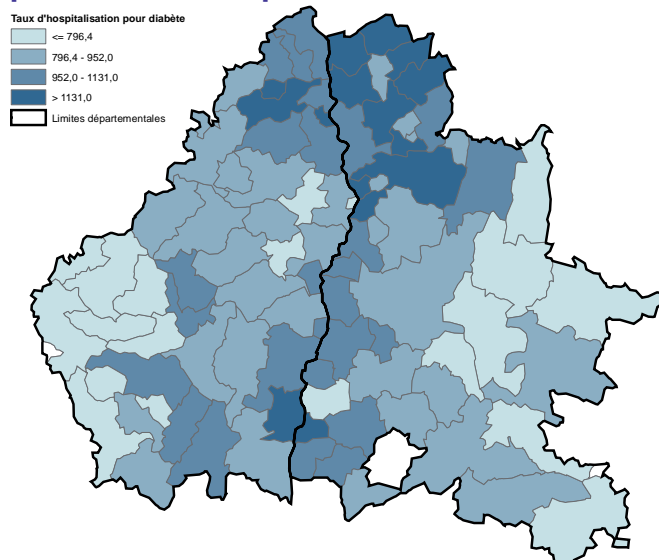 Taux d'hospitalisation pour diabète
<= 796,4
796,4 - 952,0
952,0 - 1131,0
> 1131,0
Limites départementales